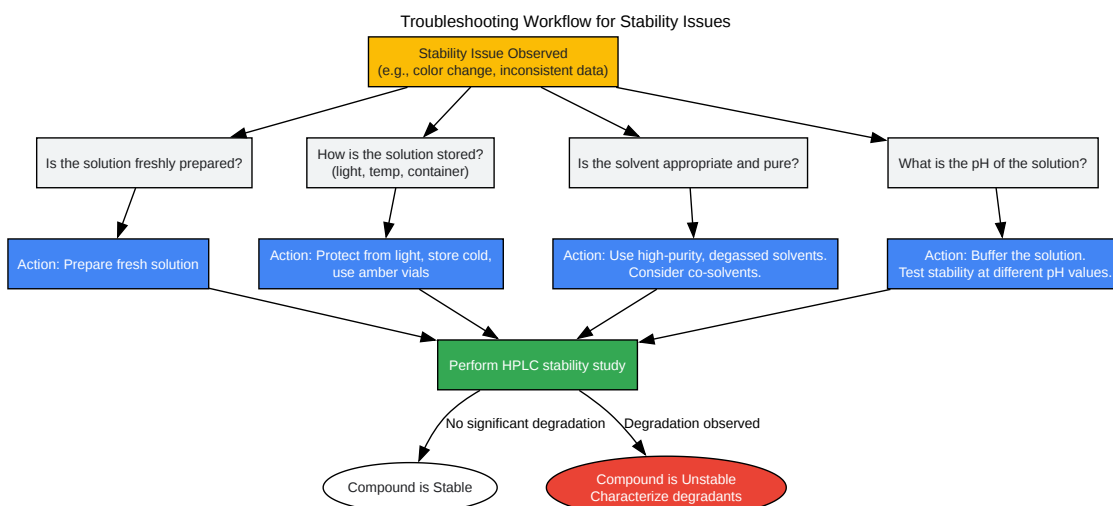 Troubleshooting Workflow for Stability Issues
Stability Issue Observed
(e.g., color change, inconsistent data)
Is the solution freshly prepared?
How is the solution stored?
(light, temp, container)
Is the solvent appropriate and pure?
What is the pH of the solution?
Action: Prepare fresh solution
Action: Protect from light, store cold,
use amber vials
Action: Use high-purity, degassed solvents.
Consider co-solvents.
Action: Buffer the solution.
Test stability at different pH values.
Perform HPLC stability study
No significant degradation
Degradation observed
Compound is Stable
Compound is Unstable
Characterize degradants